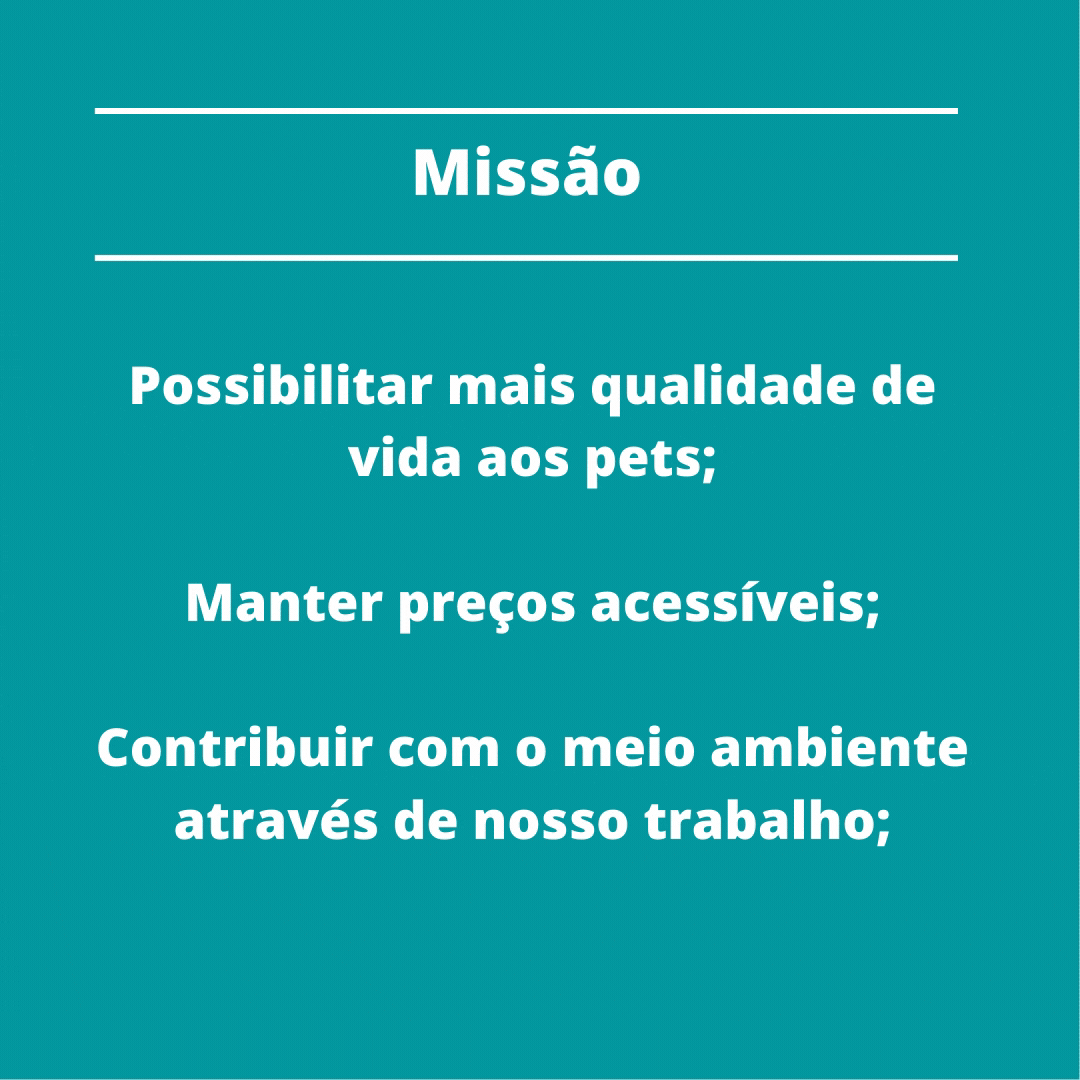 Missão
Possibilitar mais qualidade de
vida aos pets;
Manter preços acessíveis;
Contribuir com o meio ambiente
através de nosso trabalho;